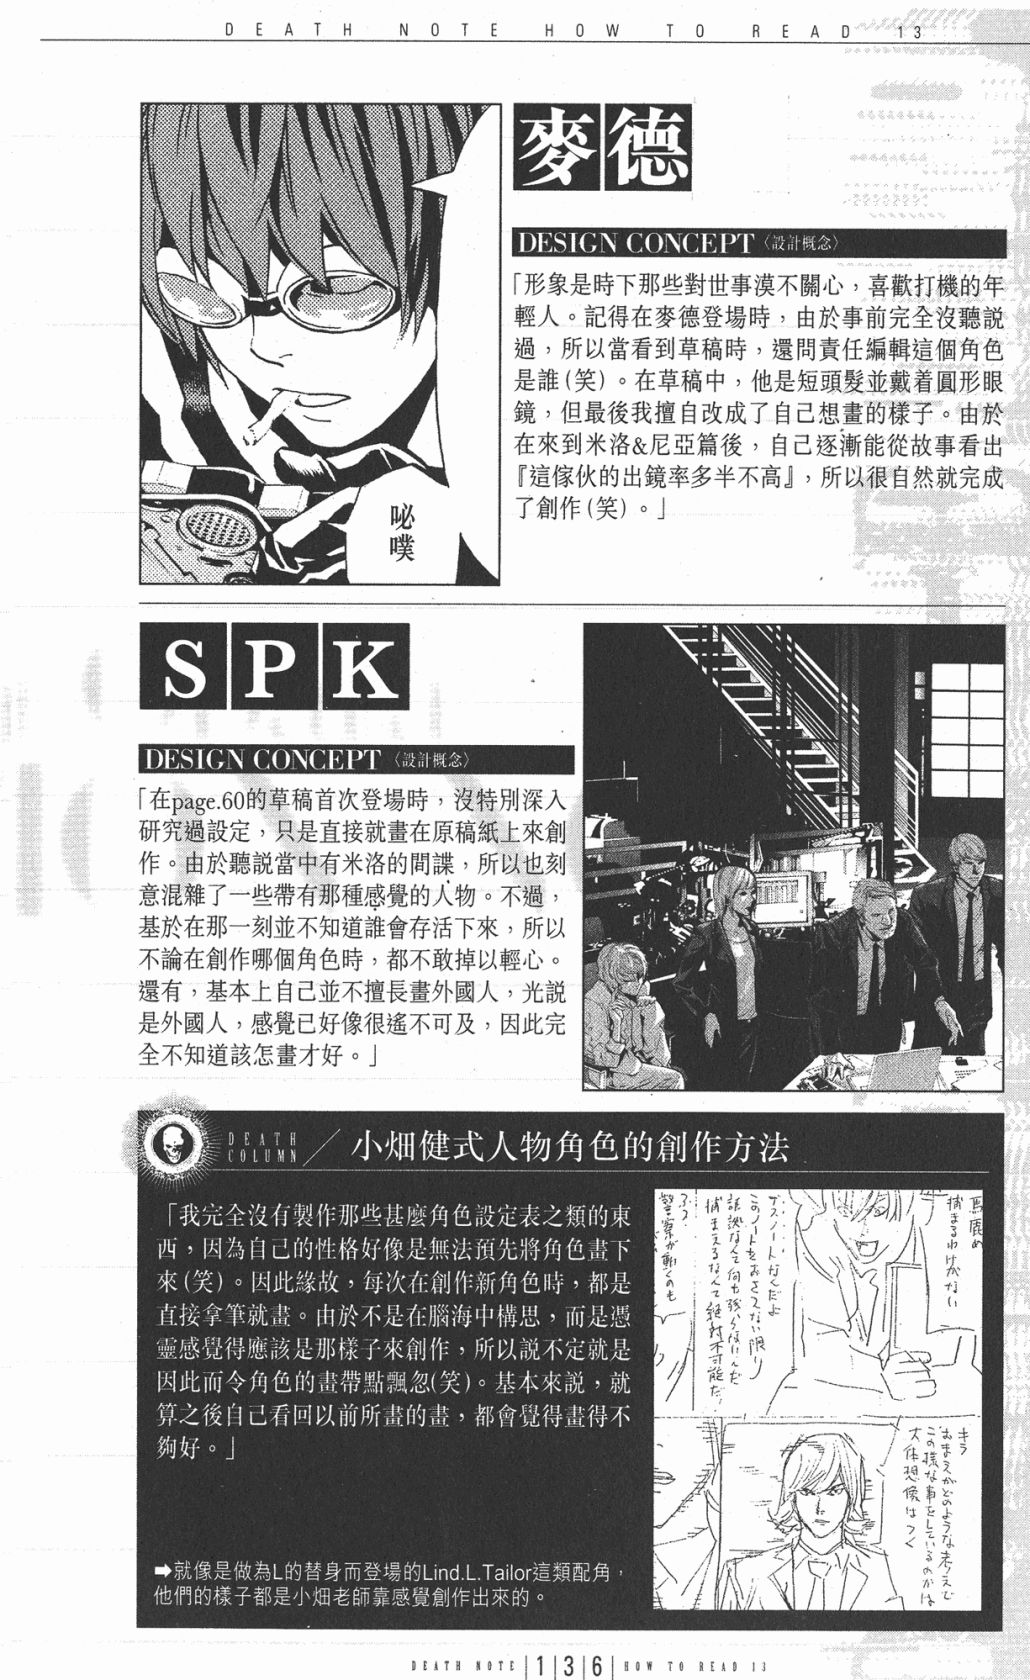 DEATH NOTE HOW TO READ 13
麥德
DESIGN CONCEPT〈設計概念〉
「形象是時下那些對世事漠不關心，喜歡打機的年
輕人。記得在麥德登場時，由於事前完全沒聽説
過，所以當看到草稿時，還問責任編輯這個角色
是誰(笑)。在草稿中，他是短頭髮並戴着圓形眼
鏡，但最後我擅自改成了自己想畫的樣子。由於
在來到米洛&尼亞篇後，自己逐漸能從故事看出
『這傢伙的出鏡率多半不高』，所以很自然就完成
了創作(笑)。」
咇
噗
SPK
DESIGN CONCEPT〈設計概念〉
「在page.60的草稿首次登場時，沒特別深入
研究過設定，只是直接就畫在原稿紙上來創
作。由於聽説當中有米洛的間諜，所以也刻
意混雜了一些帶有那種感覺的人物。不過，
基於在那一刻並不知道誰會存活下來，所以
不論在創作哪個角色時，都不敢掉以輕心。
還有，基本上自己並不擅長畫外國人，光説
是外國人，感覺已好像很遙不可及，因此完
全不知道該怎畫才好。」
DEATH
COLUMN
小畑健式人物角色的創作方法
「我完全沒有製作那些甚麼角色設定表之類的東
西，因為自己的性格好像是無法預先將角色畫下
來(笑)。因此緣故，每次在創作新角色時，都是
直接拿筆就畫。由於不是在腦海中構思，而是憑
靈感覺得應該是那樣子來創作，所以説不定就是
因此而令角色的畫帶點飄忽(笑)。基本來説，就
算之後自己看回以前所畫的畫，都會覺得畫得不
夠好。」
馬鹿め
捕まるわけがない
デスノートなんだよ
このノートをおさえない限り
証拠なんて何も残らないんだ
捕まえるなんて絶対不可能だ!
警察が動くのも
キラ
おまえがどのような考えで
この様な事をしているのかは
大体想像はつく
➡就像是做為L的替身而登場的Lind.L.Tailor這類配角，
他們的樣子都是小畑老師靠感覺創作出來的。
DEATH NOTE |1|3|6| HOW TO READ 13